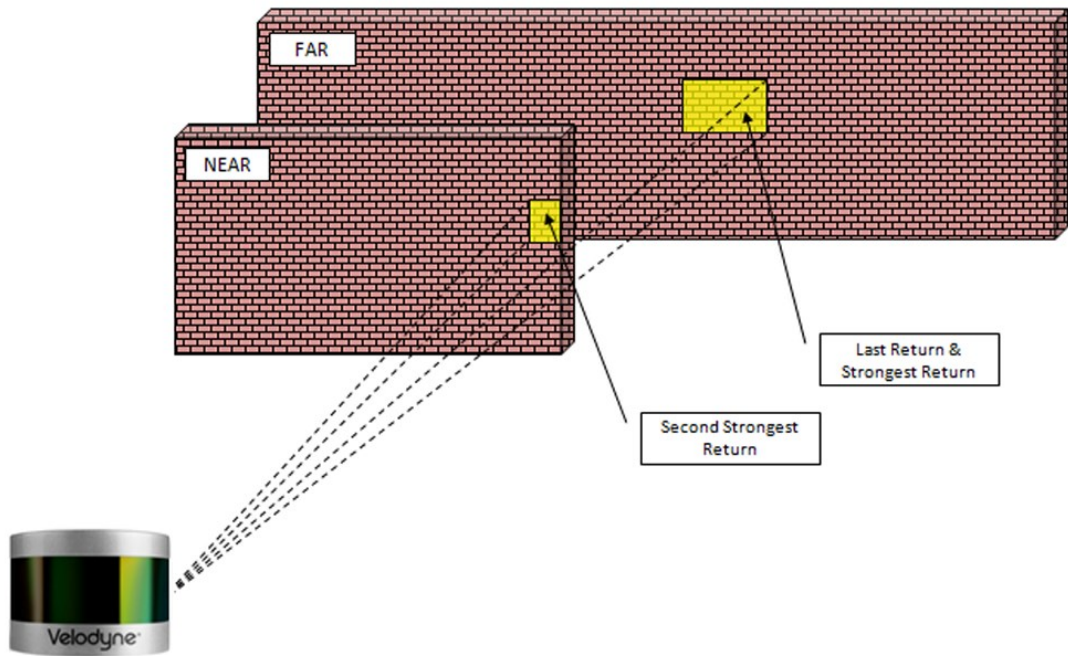 FAR
NEAR
Last Return &
Strongest Return
Second Strongest
Return
Velodyne